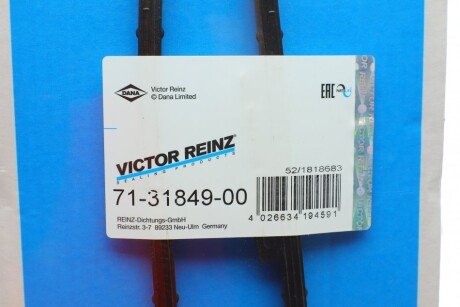 DANA
Victor Reinz
© Dana Limited
EAC
VICTOR REINZ®
SEALING PRODUCTS
71-31849-00
52/1818683
4 026634 194591
REINZ-Dichtungs-GmbH
Reinzstr. 3-7 89233 Neu-Ulm Germany